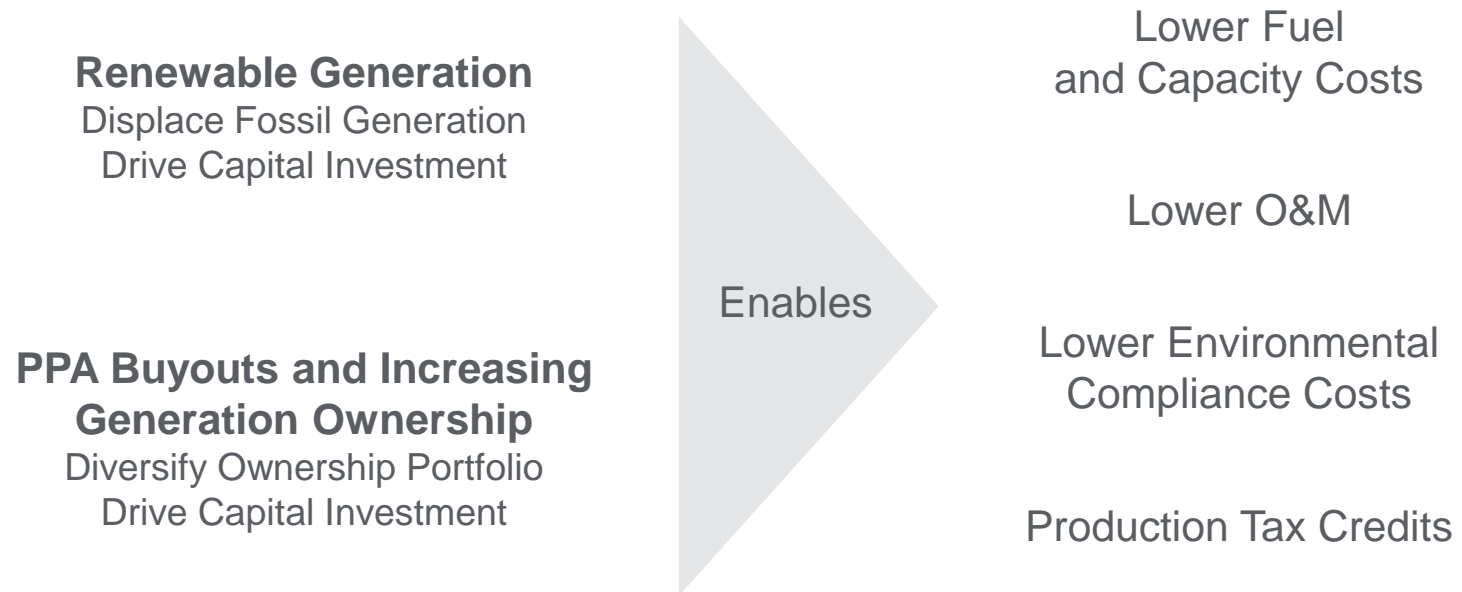 Renewable Generation
Displace Fossil Generation
Drive Capital Investment
PPA Buyouts and Increasing
Generation Ownership
Diversify Ownership Portfolio
Drive Capital Investment
Enables
Lower Fuel
and Capacity Costs
Lower O&M
Lower Environmental
Compliance Costs
Production Tax Credits